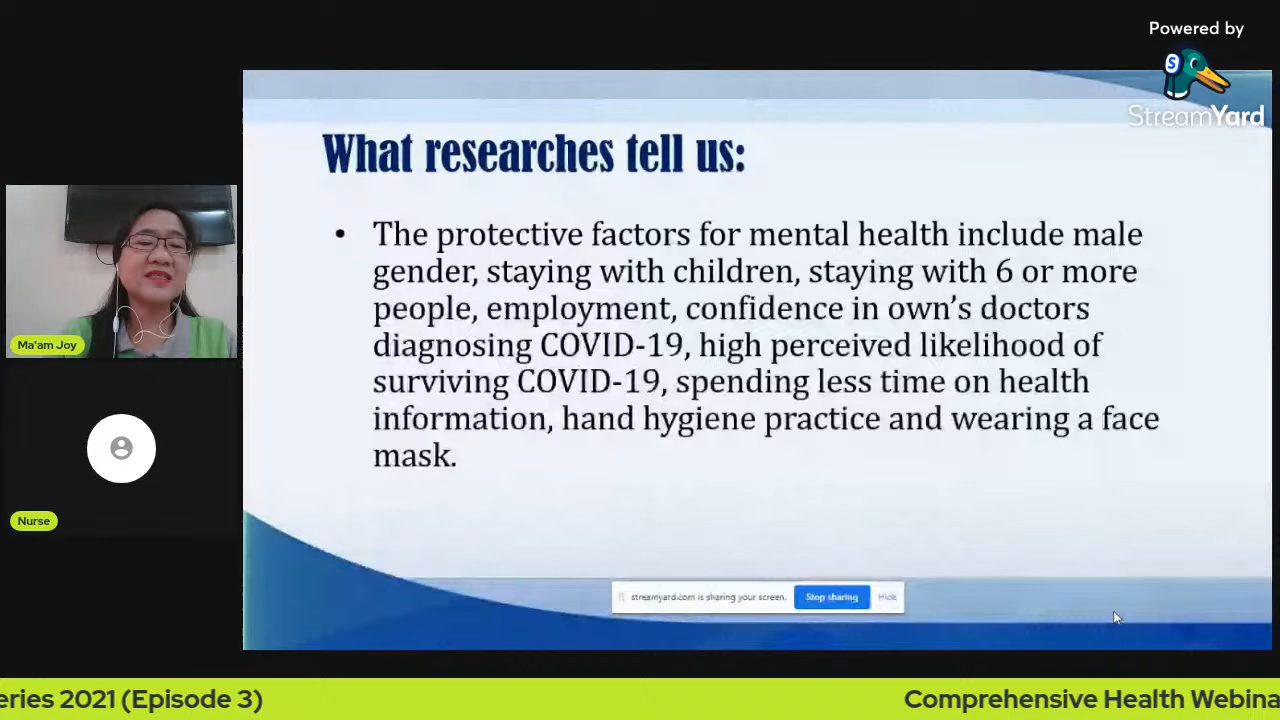 Powered by
StreamYard
What researches tell us:
• The protective factors for mental health include male
gender, staying with children, staying with 6 or more
people, employment, confidence in own’s doctors
diagnosing COVID-19, high perceived likelihood of
surviving COVID-19, spending less time on health
information, hand hygiene practice and wearing a face
mask.
Ma'am Joy
Nurse
streamyard.com is sharing your screen.
Stop sharing
Hide
eries 2021 (Episode 3)
Comprehensive Health Webina